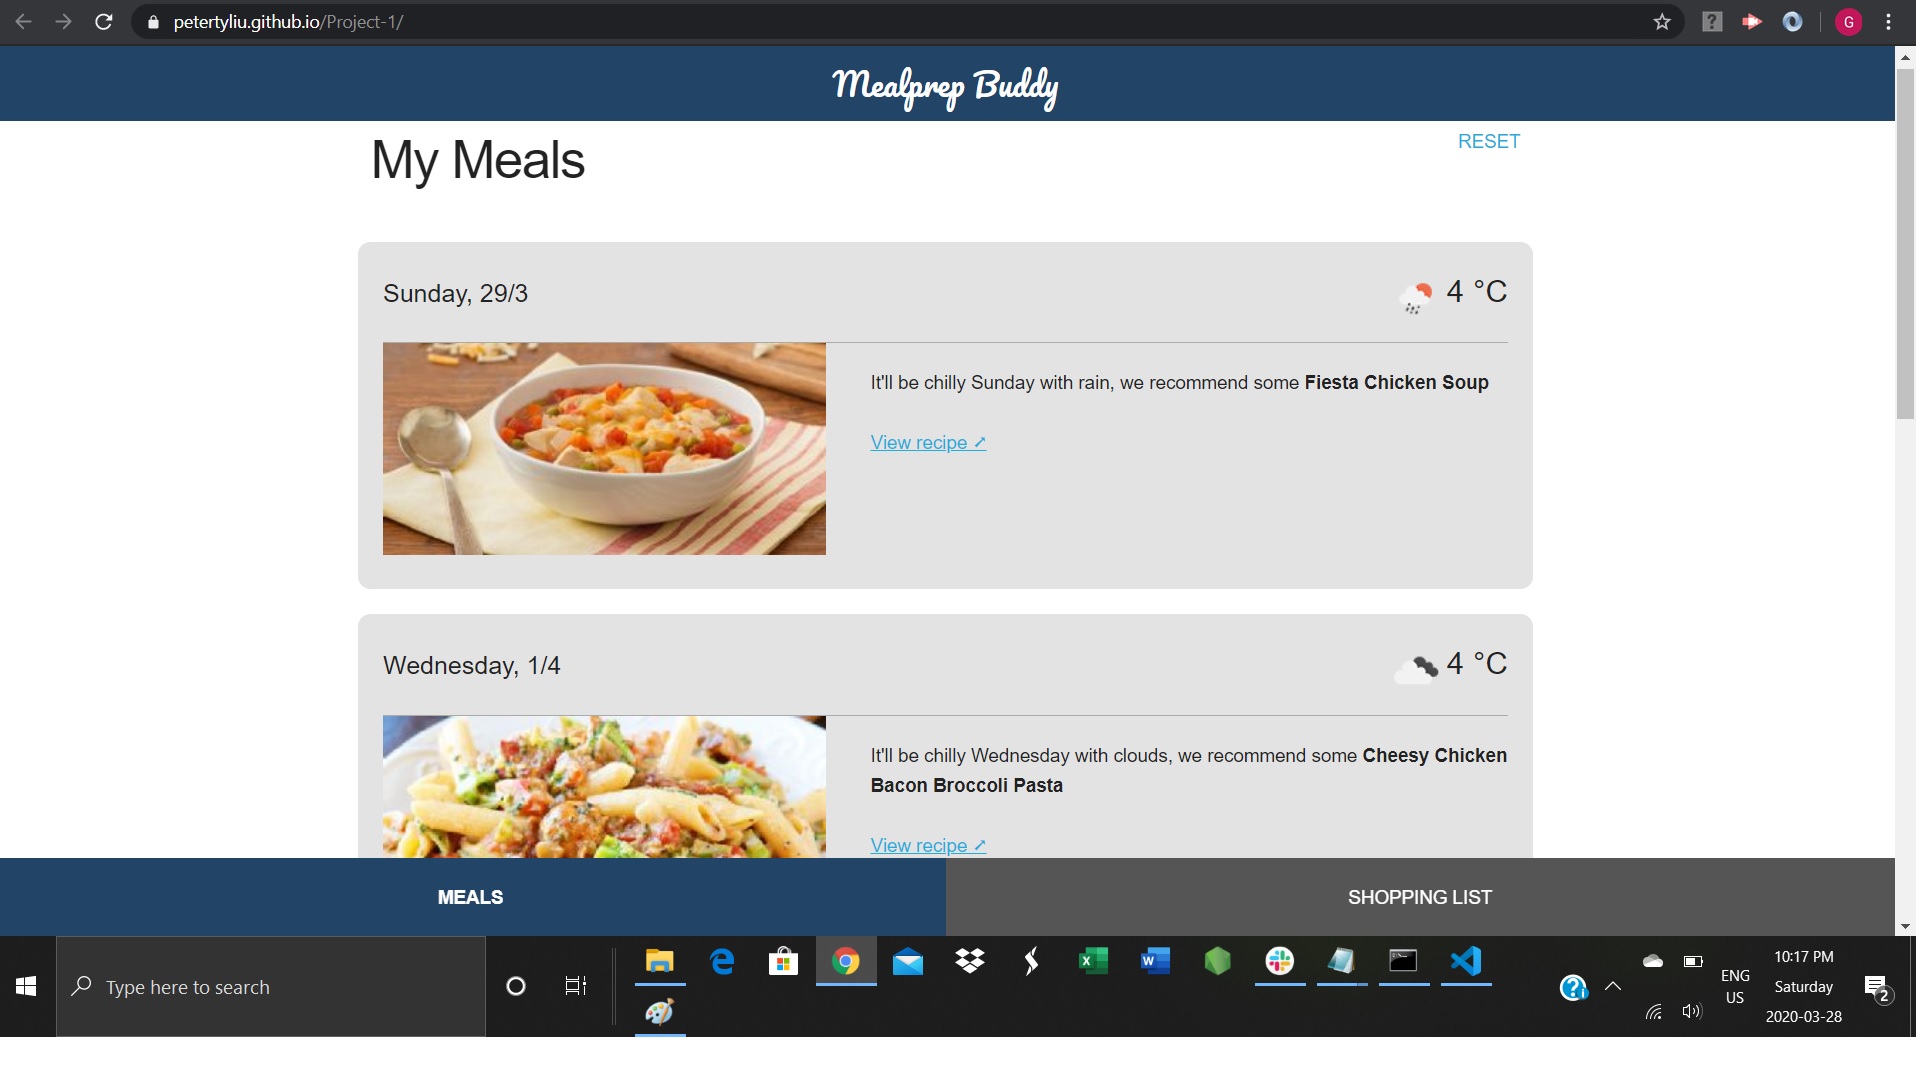 petertyliu.github.io/Project-1/
G
Mealprep Buddy
My Meals
RESET
Sunday, 29/3
4 °C
It'll be chilly Sunday with rain, we recommend some Fiesta Chicken Soup
View recipe ➚
Wednesday, 1/4
4 °C
It'll be chilly Wednesday with clouds, we recommend some Cheesy Chicken
Bacon Broccoli Pasta
View recipe ➚
MEALS
SHOPPING LIST
Type here to search
ENG
US
10:17 PM
Saturday
2020-03-28
2